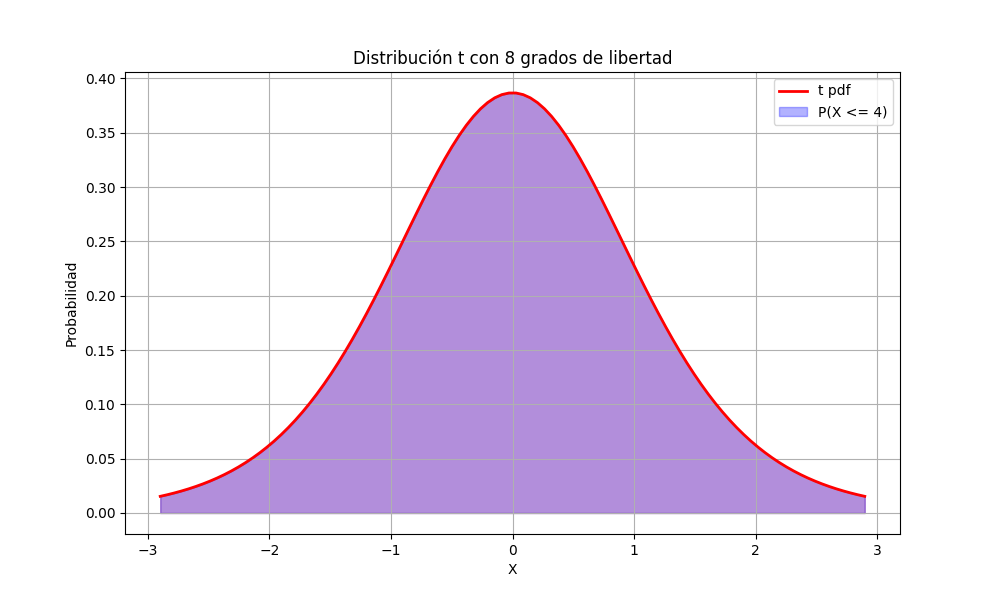 Distribución t con 8 grados de libertad
t pdf
P(X <= 4)
Probabilidad
0.40
0.35
0.30
0.25
0.20
0.15
0.10
0.05
0.00
−3 −2 −1 0 1 2 3
X